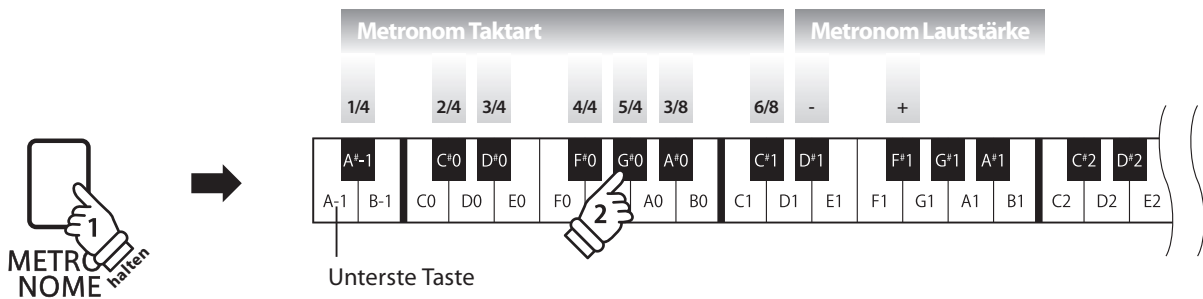 Metronom Taktart Metronom Lautstärke
1/4 2/4 3/4 4/4 5/4 3/8 6/8 - +
A#-1 C#0 D#0 F#0 G#0 A#0 C#1 D#1 F#1 G#1 A#1 C#2 D#2
A-1 B-1 C0 D0 E0 F0 A0 B0 C1 D1 E1 F1 G1 A1 B1 C2 D2 E2
1
2
METRONOME
halten
Unterste Taste